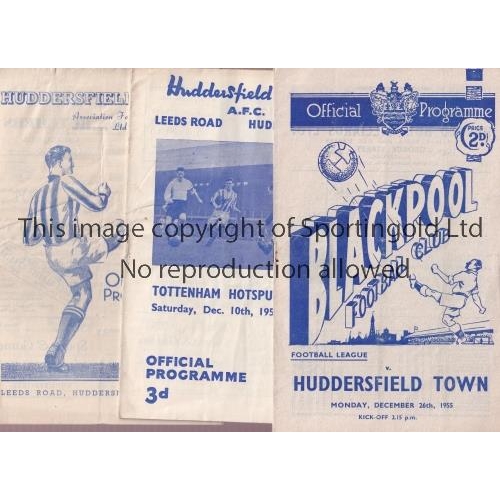 HUDDERSFIELD
Association
Ltd
LEEDS ROAD, HUDDERSF
Huddersfield
A.F.C.
LEEDS ROAD HUD
TOTTENHAM HOTSPU
Saturday, Dec. 10th, 195
OFFICIAL
PROGRAMME
3d
Official Programme
PRICE
2D
BLACKPOOL
FOOTBALL CLUB
FOOTBALL LEAGUE
v.
HUDDERSFIELD TOWN
MONDAY, DECEMBER 26th, 1955
KICK-OFF 2.15 p.m.
This image copyright of Sportingold Ltd.
No reproduction allowed